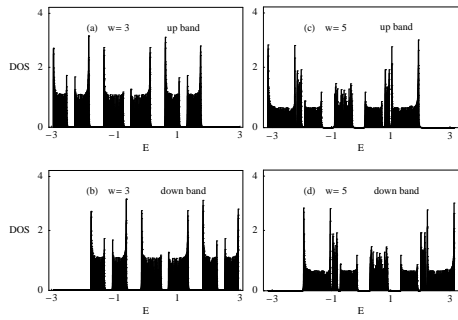 4
(a) w= 3 up band
DOS
2
0
−3 −1 1 3
E
4
(c) w= 5 up band
2
0
−3 −1 1 3
E
4
(b) w= 3 down band
DOS
2
0
−3 −1 1 3
E
4
(d) w= 5 down band
2
0
−3 −1 1 3
E